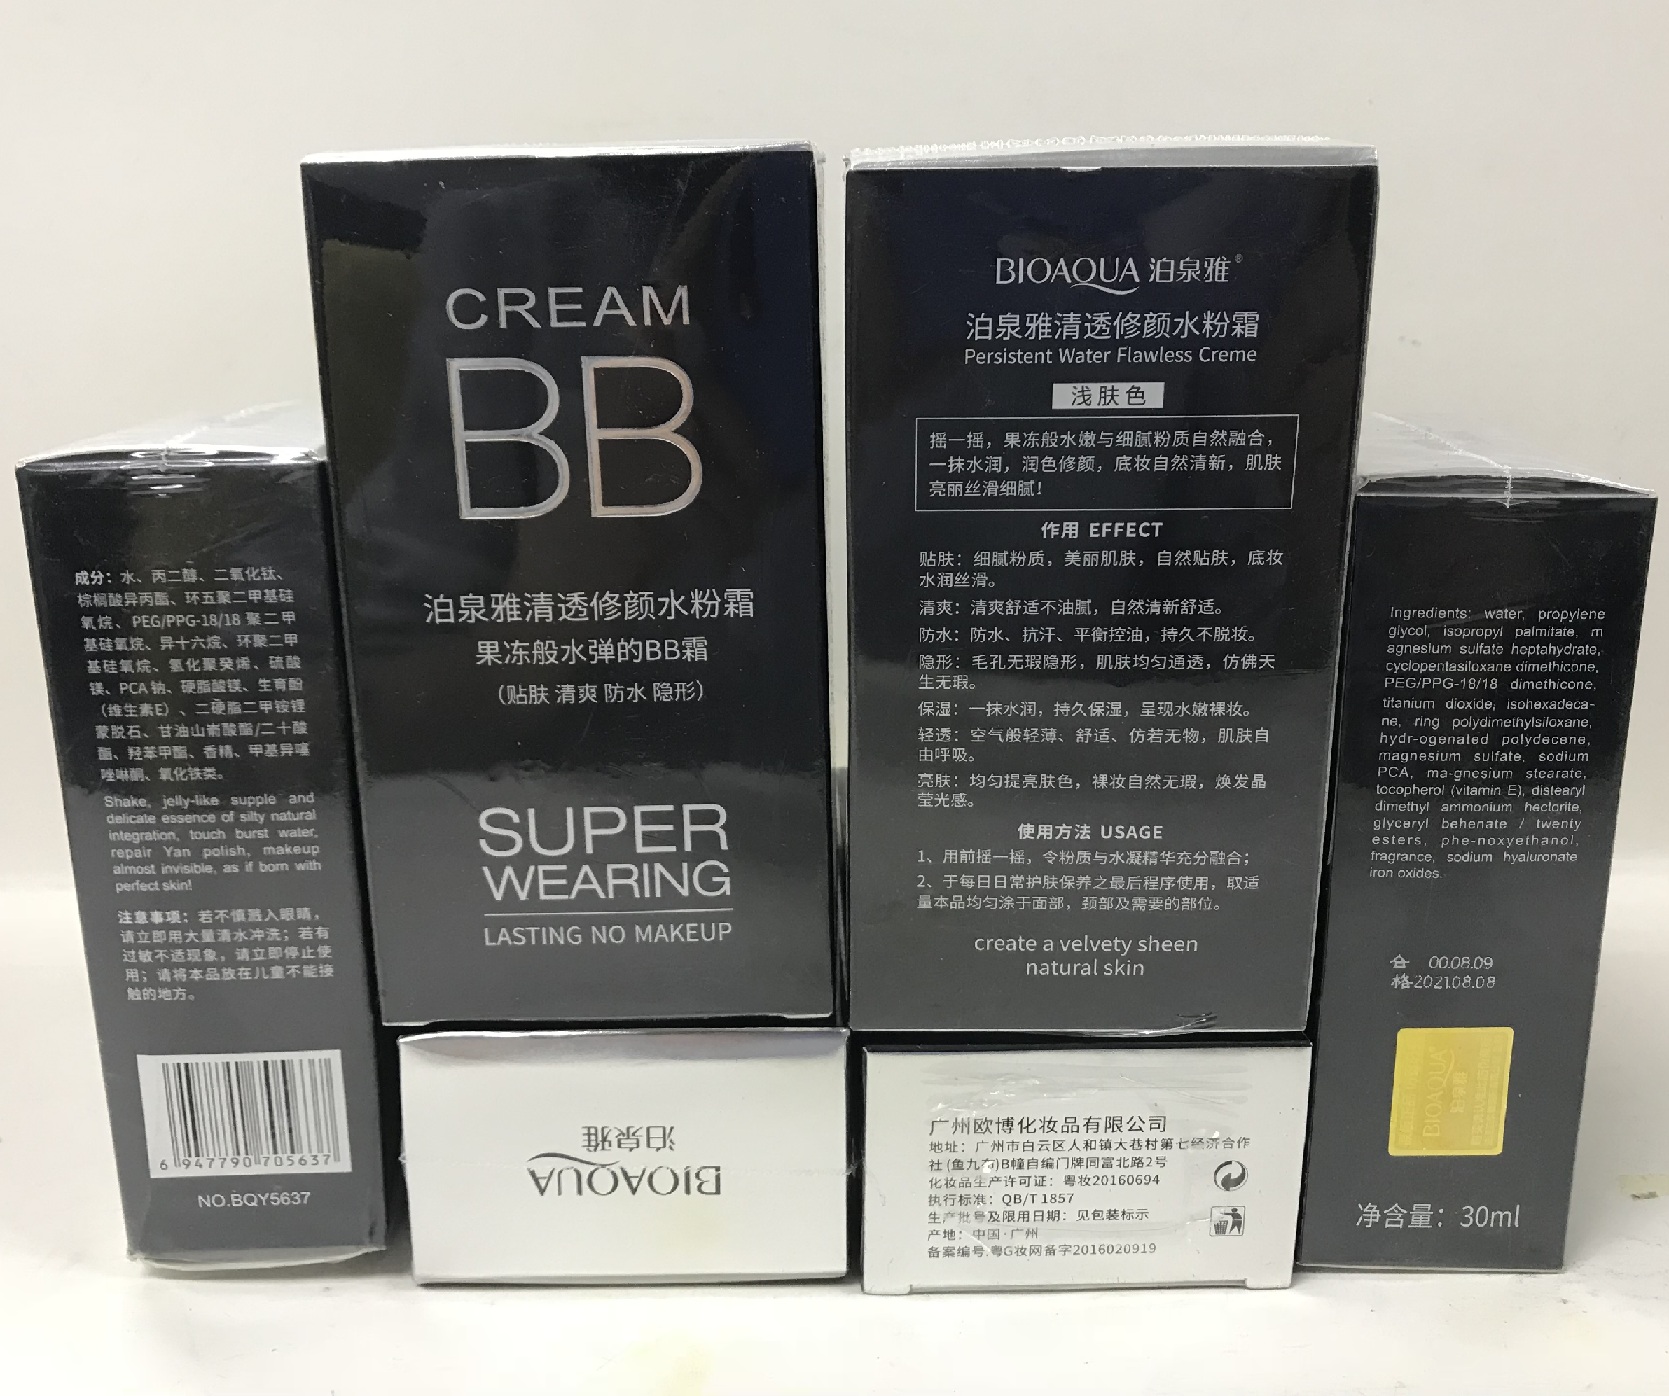 成分：水、丙二醇、二氧化钛、
棕榈酸异丙酯、环五聚二甲基硅
氧烷、PEG/PPG-18/18 聚二甲
基硅氧烷、异十六烷、环聚二甲
基硅氧烷、氢化聚癸烯、硫酸
镁、PCA 钠、硬脂酸镁、生育酚
（维生素E）、二硬脂二甲铵锂
蒙脱石、甘油山嵛酸酯/二十酸
酯、羟苯甲酯、香精、甲基异噻
唑啉酮、氧化铁类。
Shake, jelly-like supple and
delicate essence of silty natural
integration, touch burst water,
repair Yan polish, makeup
almost invisible, as if born with
perfect skin!
注意事项：若不慎溅入眼睛，
请立即用大量清水冲洗；若有
过敏不适现象，请立即停止使
用；请将本品放在儿童不能接
触的地方。
6 947790 705637
NO.BQY5637
CREAM
BB
泊泉雅清透修颜水粉霜
果冻般水弹的BB霜
（贴肤 清爽 防水 隐形）
SUPER
WEARING
LASTING NO MAKEUP
BIOAQUA
泊泉雅
BIOAQUA 泊泉雅®
泊泉雅清透修颜水粉霜
Persistent Water Flawless Creme
浅肤色
摇一摇，果冻般水嫩与细腻粉质自然融合，
一抹水润，润色修颜，底妆自然清新，肌肤
亮丽丝滑细腻！
作用 EFFECT
贴肤：细腻粉质，美丽肌肤，自然贴肤，底妆
水润丝滑。
清爽：清爽舒适不油腻，自然清新舒适。
防水：防水、抗汗、平衡控油，持久不脱妆。
隐形：毛孔无瑕隐形，肌肤均匀通透，仿佛天
生无瑕。
保湿：一抹水润，持久保湿，呈现水嫩裸妆。
轻透：空气般轻薄、舒适、仿若无物，肌肤自
由呼吸。
亮肤：均匀提亮肤色，裸妆自然无瑕，焕发晶
莹光感。
使用方法 USAGE
1、用前摇一摇，令粉质与水凝精华充分融合；
2、于每日日常护肤保养之最后程序使用，取适
量本品均匀涂于面部，颈部及需要的部位。
create a velvety sheen
natural skin
广州欧博化妆品有限公司
地址：广州市白云区人和镇大巷村第七经济合作
社(鱼九布)B幢自编门牌同富北路2号
化妆品生产许可证：粤妆20160694
执行标准：QB/T 1857
生产批号及限用日期：见包装标示
产地：中国·广州
备案编号:粤G妆网备字2016020919
Ingredients: water, propylene
glycol, isopropyl palmitate, m
agnesium sulfate heptahydrate,
cyclopentasiloxane dimethicone,
PEG/PPG-18/18 dimethicone,
titanium dioxide, isohexadeca-
ne, ring polydimethylsiloxane,
hydr-ogenated polydecene,
magnesium sulfate, sodium
PCA, ma-gnesium stearate,
tocopherol (vitamin E), distearyl
dimethyl ammonium hectorite,
glyceryl behenate / twenty
esters, phe-noxyethanol,
fragrance, sodium hyaluronate
iron oxides.
合 00.08.09
格 2021.08.08
BIOAQUA
泊泉雅
净含量：30ml